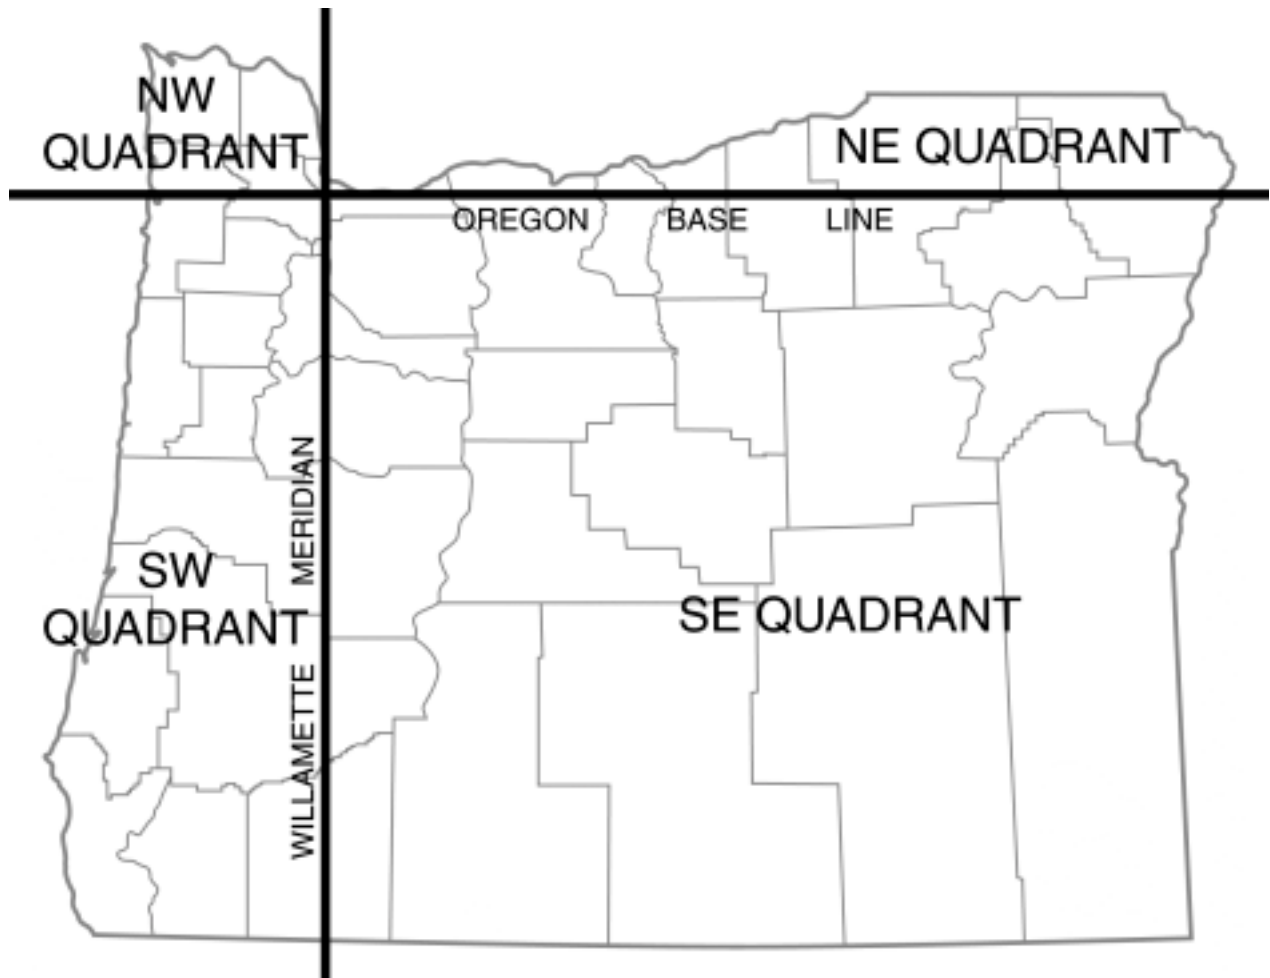 NW
QUADRANT
NE QUADRANT
OREGON BASE LINE
SW
QUADRANT
SE QUADRANT
WILLAMETTE MERIDIAN